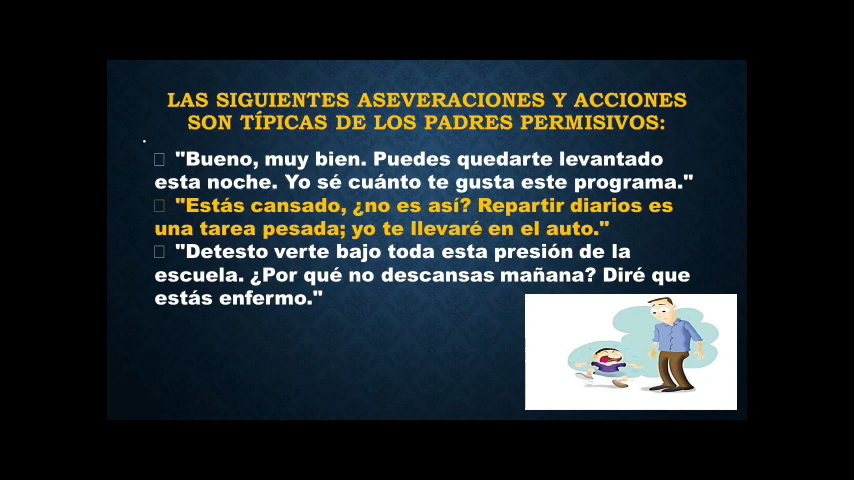 LAS SIGUIENTES ASEVERACIONES Y ACCIONES
SON TÍPICAS DE LOS PADRES PERMISIVOS:
"Bueno, muy bien. Puedes quedarte levantado
esta noche. Yo sé cuánto te gusta este programa."
"Estás cansado, ¿no es así? Repartir diarios es
una tarea pesada; yo te llevaré en el auto."
"Detesto verte bajo toda esta presión de la
escuela. ¿Por qué no descansas mañana? Diré que
estás enfermo."